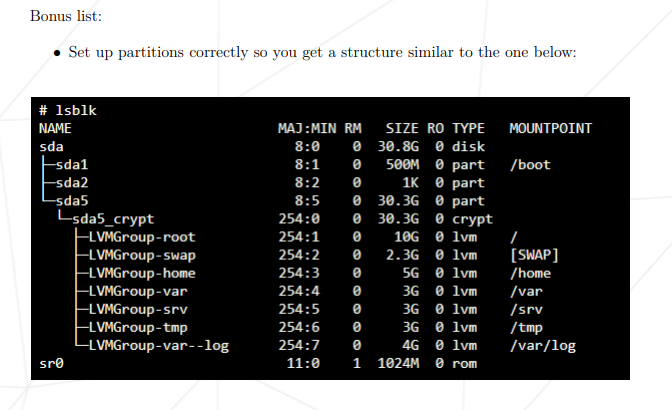 Bonus list:
• Set up partitions correctly so you get a structure similar to the one below:
# lsblk
NAME                    MAJ:MIN RM   SIZE RO TYPE  MOUNTPOINT
sda                       8:0    0  30.8G  0 disk
├─sda1                    8:1    0   500M  0 part  /boot
├─sda2                    8:2    0     1K  0 part
└─sda5                    8:5    0  30.3G  0 part
  └─sda5_crypt          254:0    0  30.3G  0 crypt
    ├─LVMGroup-root     254:1    0    10G  0 lvm   /
    ├─LVMGroup-swap     254:2    0   2.3G  0 lvm   [SWAP]
    ├─LVMGroup-home     254:3    0     5G  0 lvm   /home
    ├─LVMGroup-var      254:4    0     3G  0 lvm   /var
    ├─LVMGroup-srv      254:5    0     3G  0 lvm   /srv
    ├─LVMGroup-tmp      254:6    0     3G  0 lvm   /tmp
    └─LVMGroup-var--log 254:7    0     4G  0 lvm   /var/log
sr0                      11:0    1  1024M  0 rom